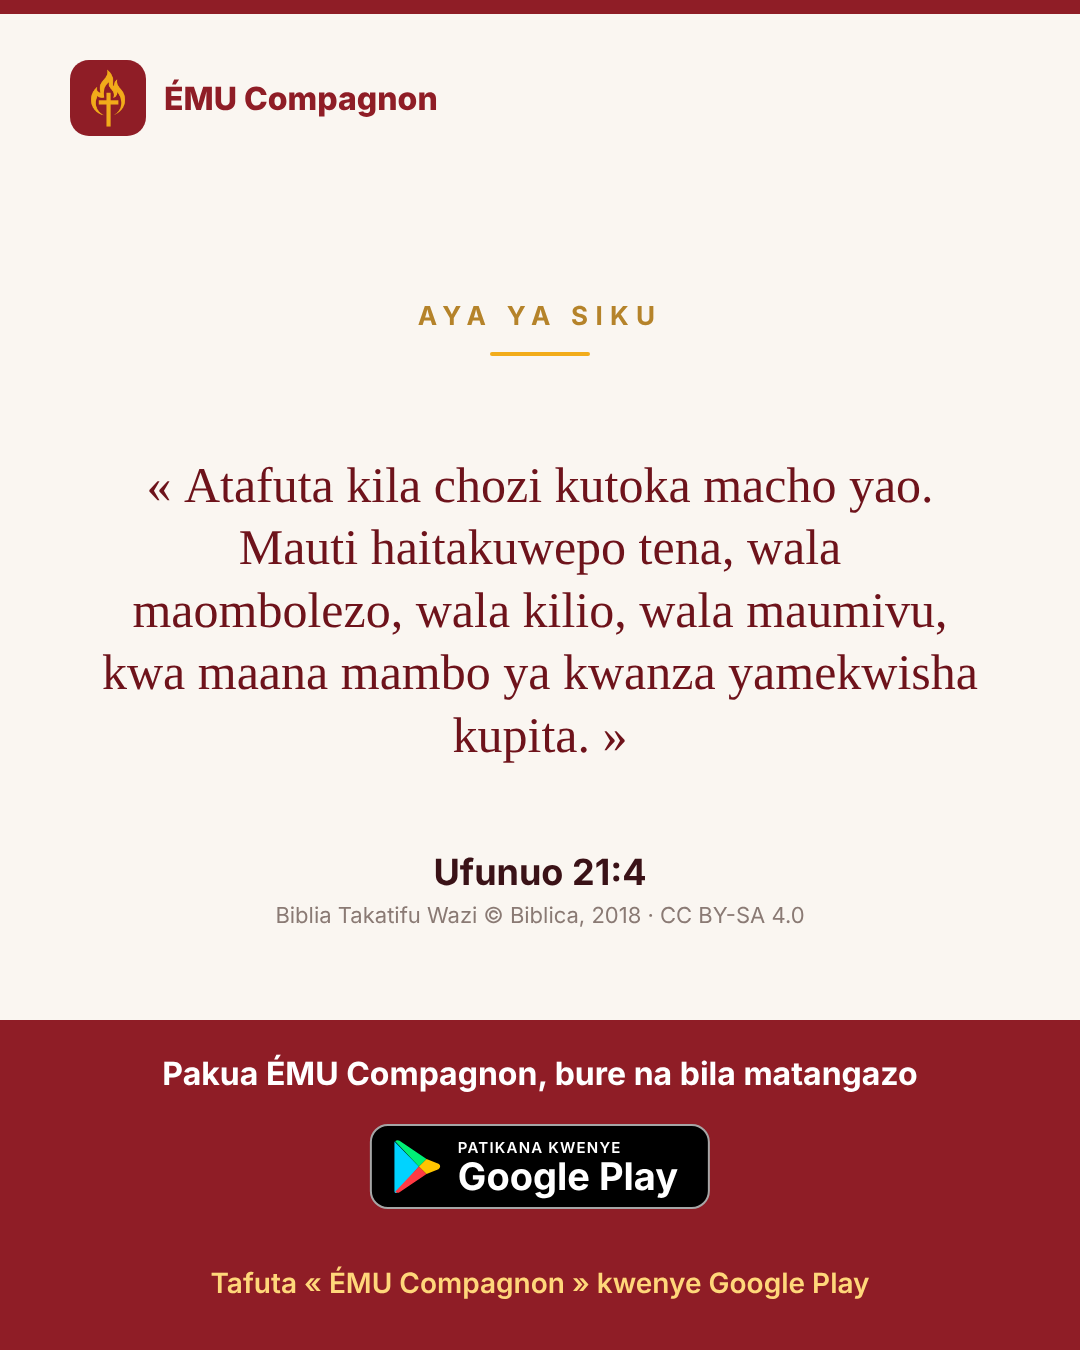 ÉMU Compagnon
AYA YA SIKU
« Atafuta kila chozi kutoka macho yao.
Mauti haitakuwepo tena, wala
maombolezo, wala kilio, wala maumivu,
kwa maana mambo ya kwanza yamekwisha
kupita. »
Ufunuo 21:4
Biblia Takatifu Wazi © Biblica, 2018 · CC BY-SA 4.0
Pakua ÉMU Compagnon, bure na bila matangazo
PATIKANA KWENYE
Google Play
Tafuta « ÉMU Compagnon » kwenye Google Play